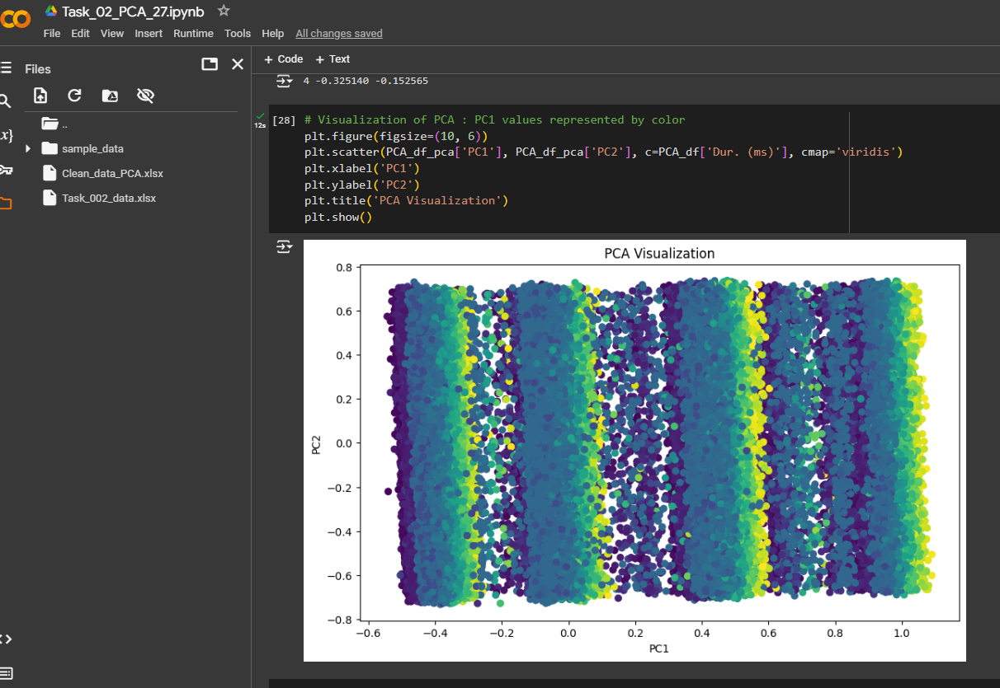 Task_02_PCA_27.ipynb
File Edit View Insert Runtime Tools Help All changes saved
Files
+ Code + Text
..
sample_data
Clean_data_PCA.xlsx
Task_002_data.xlsx
4 -0.325140 -0.152565
12s
[28] # Visualization of PCA : PC1 values represented by color
plt.figure(figsize=(10, 6))
plt.scatter(PCA_df_pca['PC1'], PCA_df_pca['PC2'], c=PCA_df['Dur. (ms)'], cmap='viridis')
plt.xlabel('PC1')
plt.ylabel('PC2')
plt.title('PCA Visualization')
plt.show()
PCA Visualization
0.8
0.6
0.4
0.2
0.0
−0.2
−0.4
−0.6
−0.8
PC2
−0.6 −0.4 −0.2 0.0 0.2 0.4 0.6 0.8 1.0
PC1